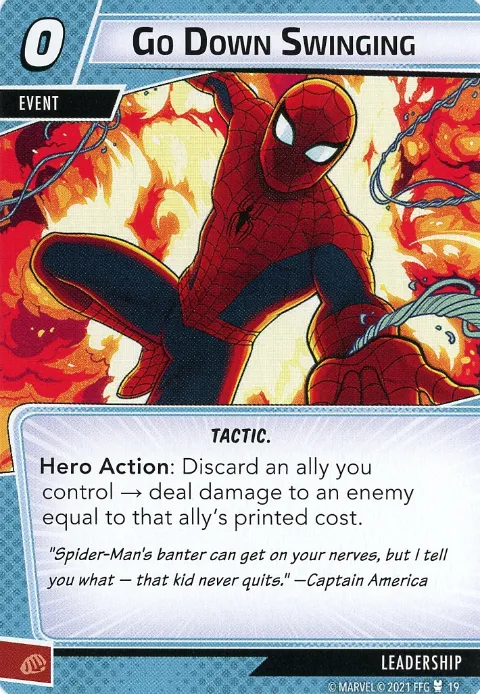 0
GO DOWN SWINGING
EVENT
TACTIC.
Hero Action: Discard an ally you
control → deal damage to an enemy
equal to that ally's printed cost.
"Spider-Man's banter can get on your nerves, but I tell
you what – that kid never quits." –Captain America
LEADERSHIP
© MARVEL © 2021 FFG 19